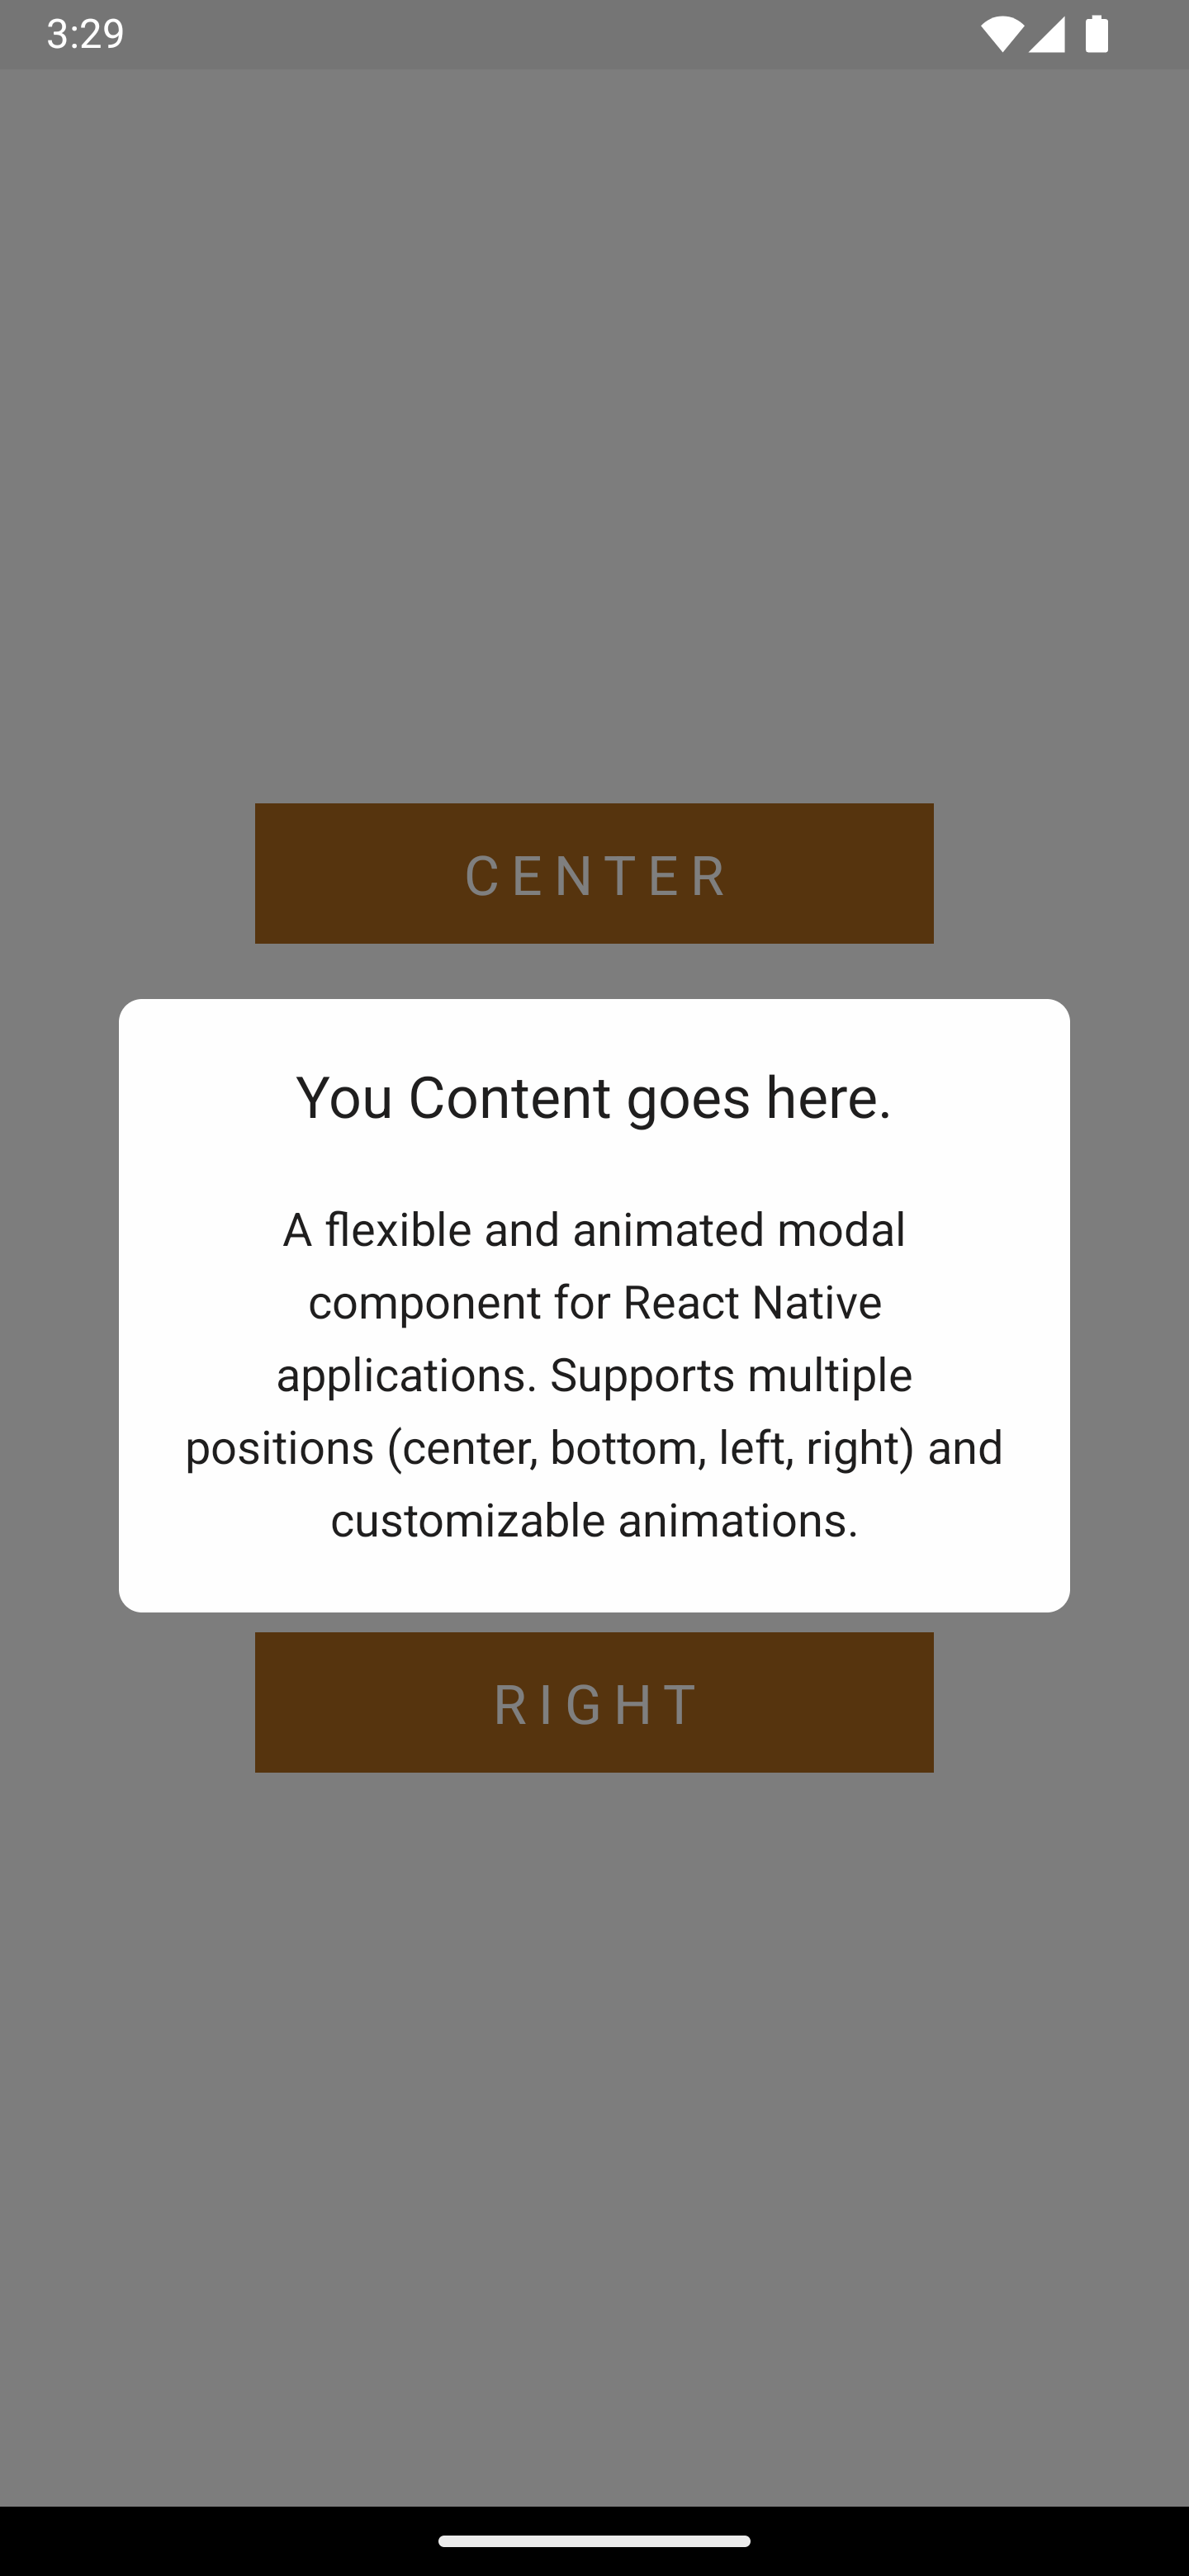 3:29
CENTER
You Content goes here.
A flexible and animated modal
component for React Native
applications. Supports multiple
positions (center, bottom, left, right) and
customizable animations.
RIGHT